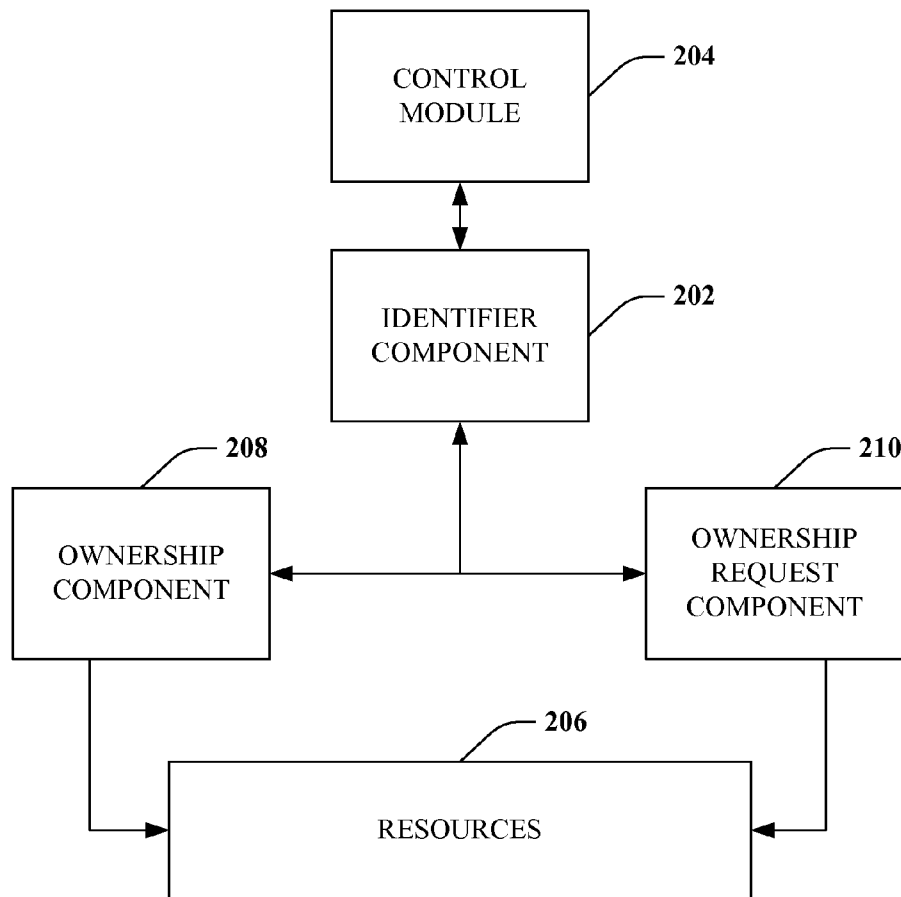 CONTROL
MODULE
204
IDENTIFIER
COMPONENT
202
208
210
OWNERSHIP
COMPONENT
OWNERSHIP
REQUEST
COMPONENT
206
RESOURCES